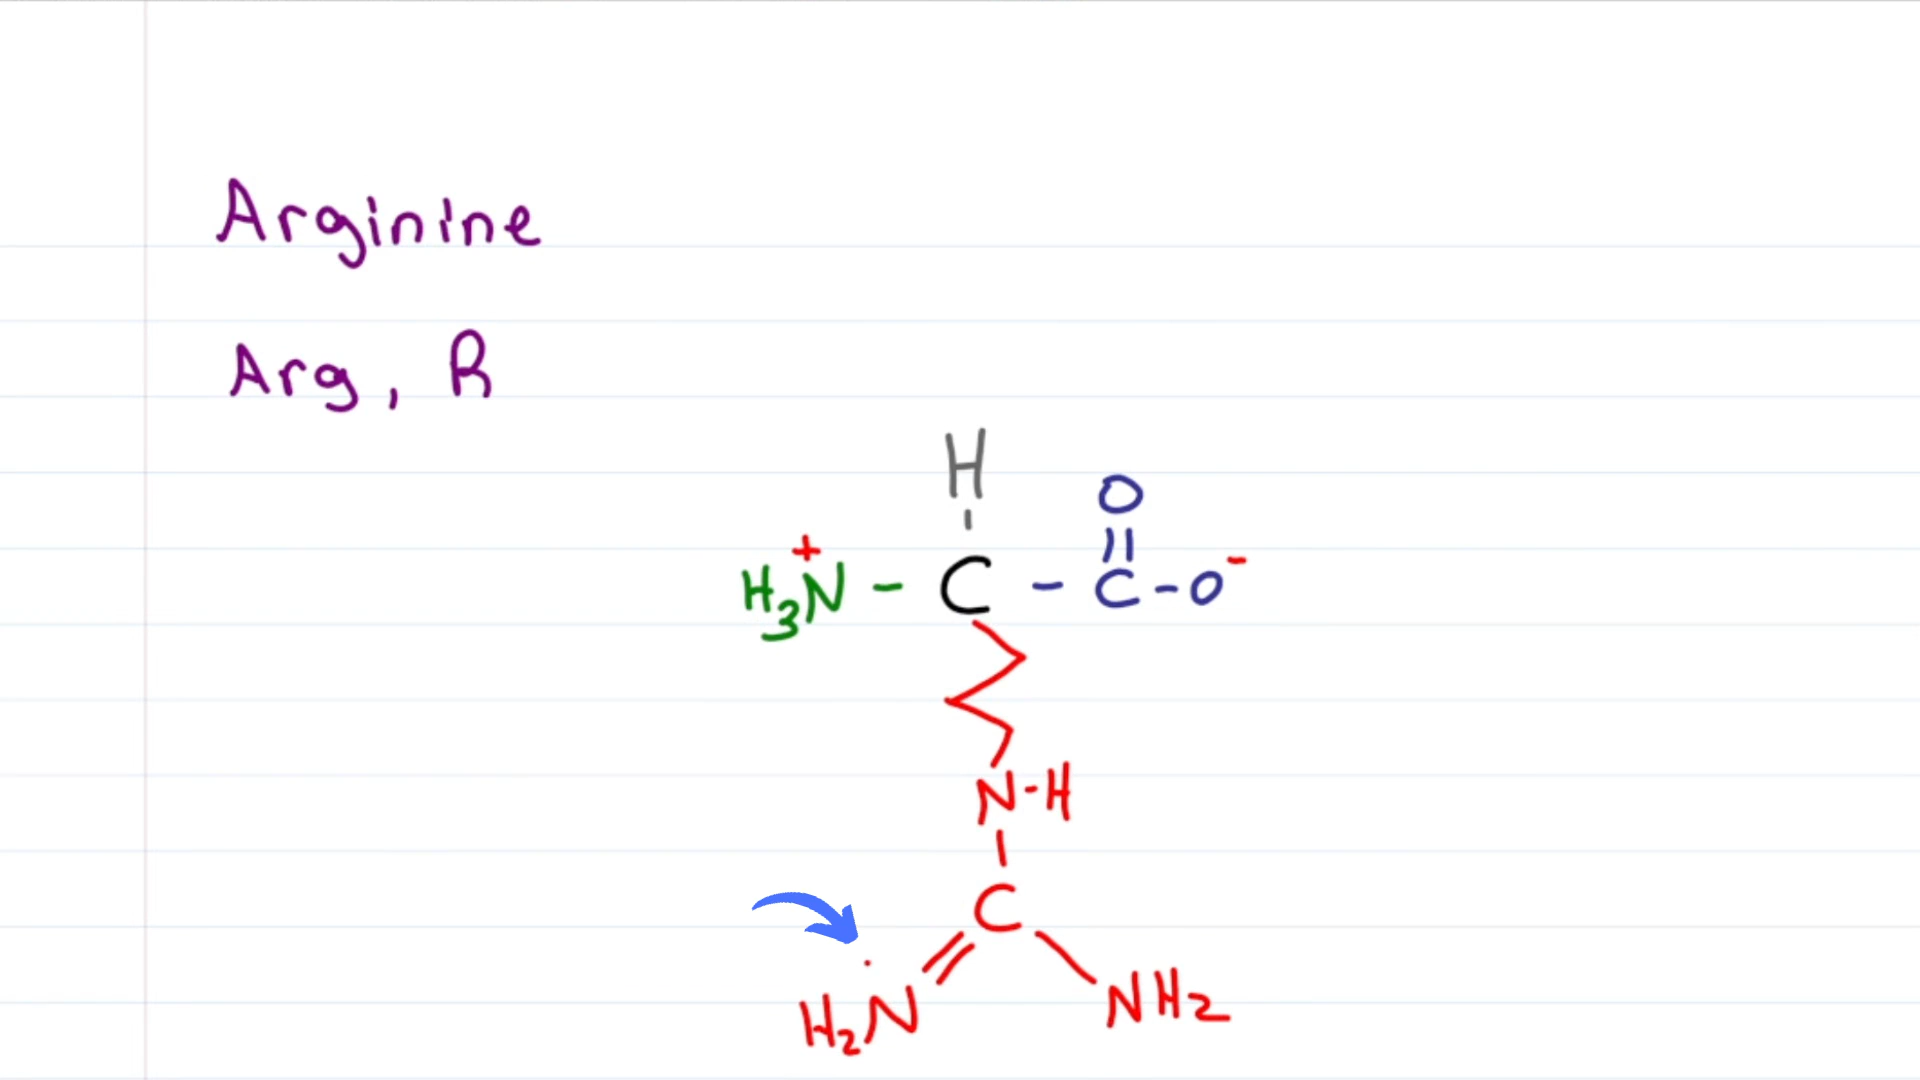 Arginine
Arg, R
H
O
+
H3N - C - C - O-
N-H
C
H2N NH2